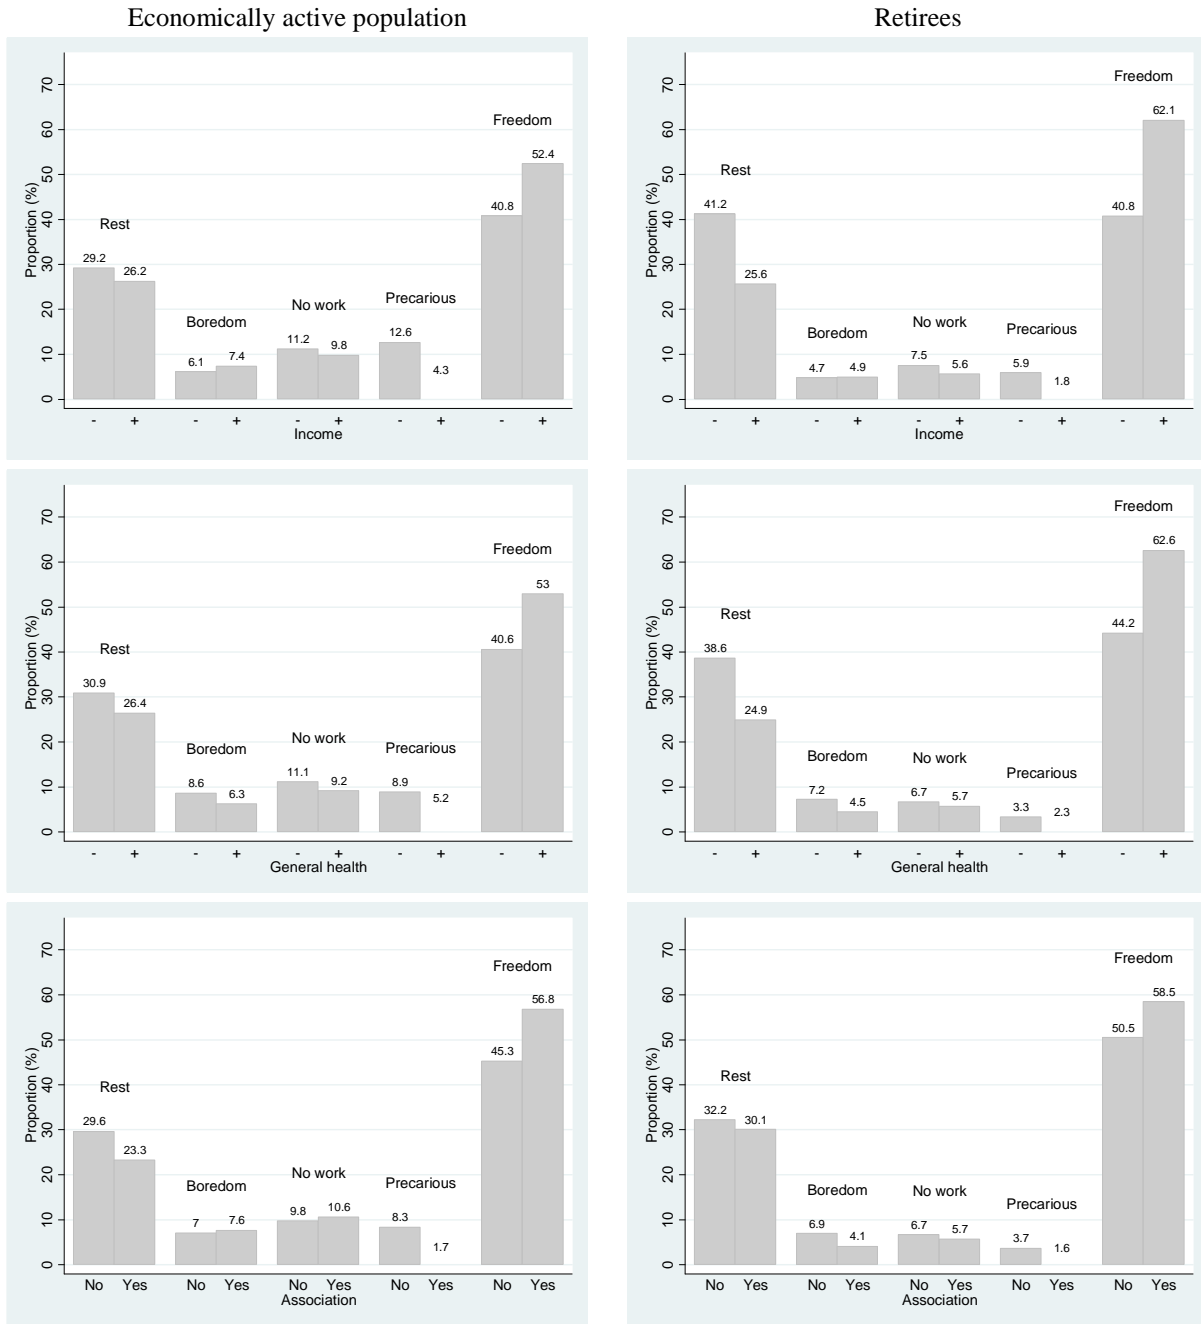 Economically active population
Retirees
Proportion (%)
70
60
50
40
30
20
10
0
Freedom
Rest
No work
Precarious
Boredom
29.2 26.2 6.1 7.4 11.2 9.8 12.6 4.3 40.8 52.4
- + - + - + - + - +
Income
Proportion (%)
70
60
50
40
30
20
10
0
Freedom
Rest
Boredom
No work
Precarious
41.2 25.6 4.7 4.9 7.5 5.6 5.9 1.8 40.8 62.1
- + - + - + - + - +
Income
Proportion (%)
70
60
50
40
30
20
10
0
Freedom
Rest
Boredom
No work
Precarious
30.9 26.4 8.6 6.3 11.1 9.2 8.9 5.2 40.6 53
- + - + - + - + - +
General health
Proportion (%)
70
60
50
40
30
20
10
0
Freedom
Rest
Boredom
No work
Precarious
38.6 24.9 7.2 4.5 6.7 5.7 3.3 2.3 44.2 62.6
- + - + - + - + - +
General health
Proportion (%)
70
60
50
40
30
20
10
0
Freedom
Rest
Boredom
No work
Precarious
29.6 23.3 7 7.6 9.8 10.6 8.3 1.7 45.3 56.8
No Yes No Yes No Yes No Yes No Yes
Association
Proportion (%)
70
60
50
40
30
20
10
0
Freedom
Rest
Boredom
No work
Precarious
32.2 30.1 6.9 4.1 6.7 5.7 3.7 1.6 50.5 58.5
No Yes No Yes No Yes No Yes No Yes
Association